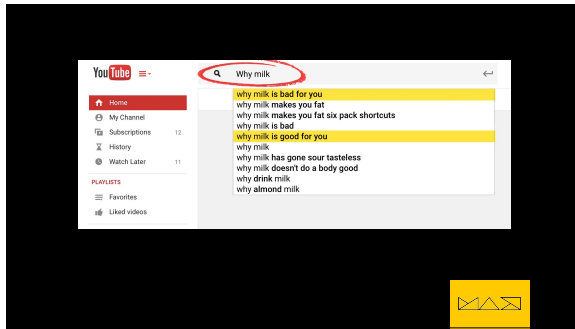 YouTube
Why milk
Home
My Channel
Subscriptions 12
History
Watch Later 11
PLAYLISTS
Favorites
Liked videos
why milk is bad for you
why milk makes you fat
why milk makes you fat six pack shortcuts
why milk is bad
why milk is good for you
why milk
why milk has gone sour tasteless
why milk doesn't do a body good
why drink milk
why almond milk